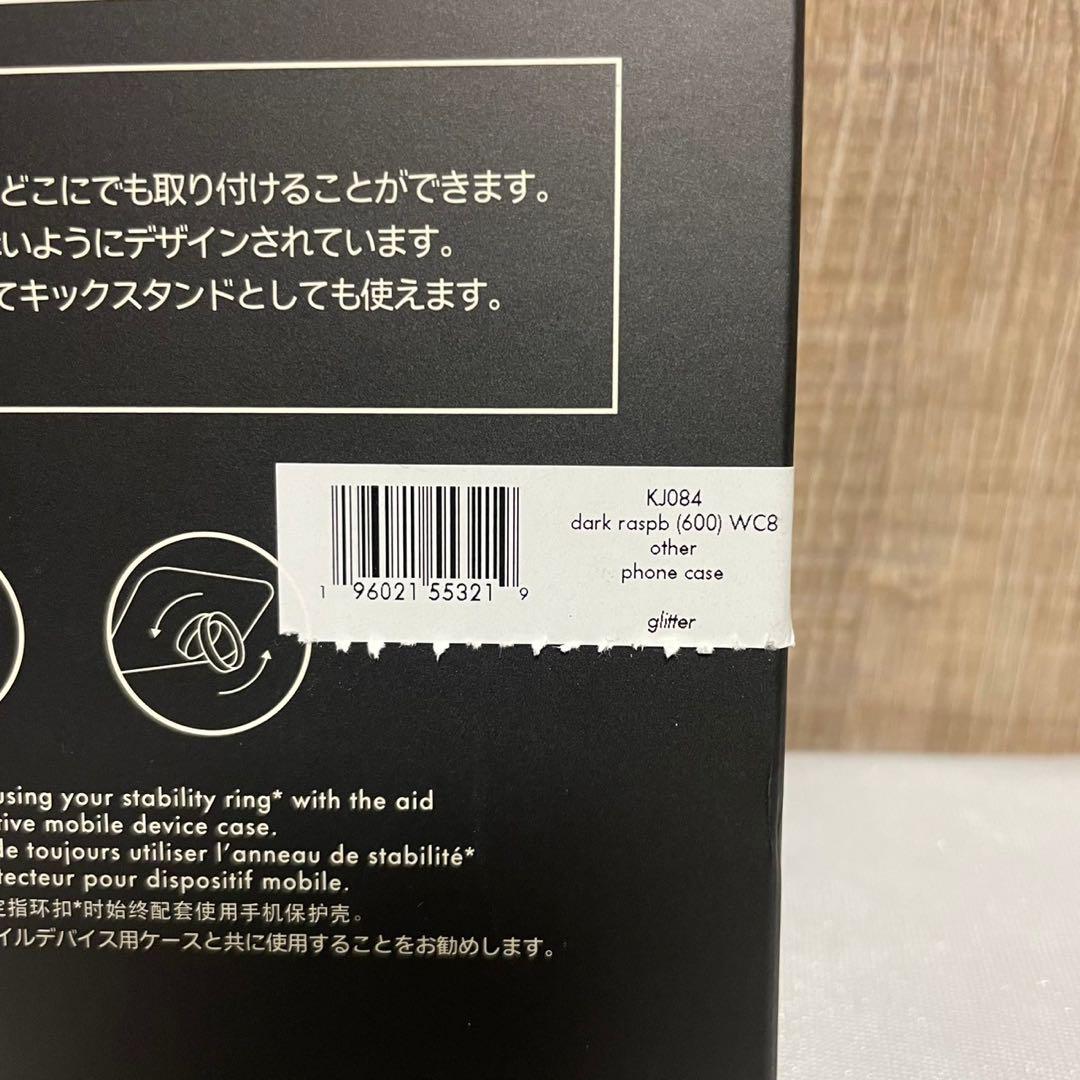 どこにでも取り付けることができます。
いようにデザインされています。
てキックスタンドとしても使えます。
KJ084
dark raspb (600) WC8
other
phone case
glitter
1 96021 55321 9
using your stability ring* with the aid
tive mobile device case.
de toujours utiliser l'anneau de stabilité*
tecteur pour dispositif mobile.
指环扣*时始终配套使用手机保护壳。
イルデバイス用ケースと共に使用することをお勧めします。